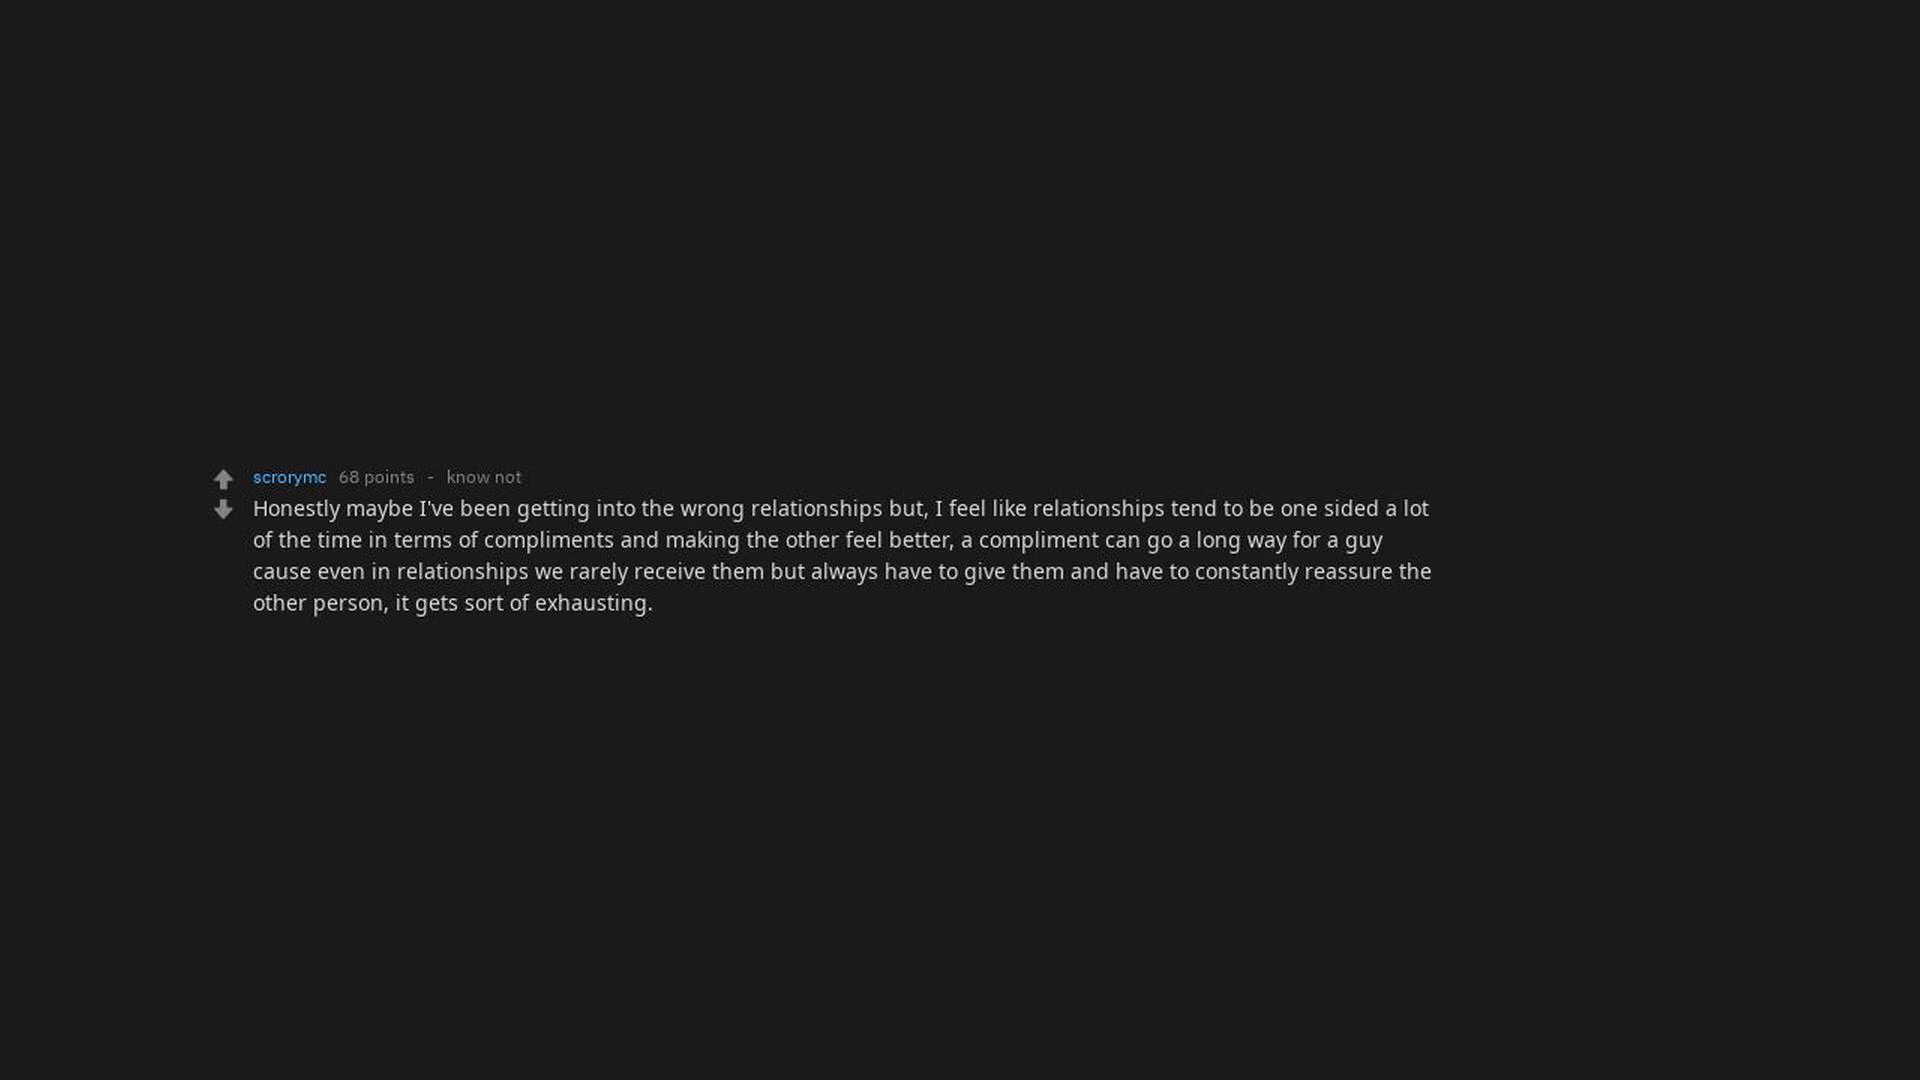 scrorymc 68 points - know not
Honestly maybe I've been getting into the wrong relationships but, I feel like relationships tend to be one sided a lot
of the time in terms of compliments and making the other feel better, a compliment can go a long way for a guy
cause even in relationships we rarely receive them but always have to give them and have to constantly reassure the
other person, it gets sort of exhausting.